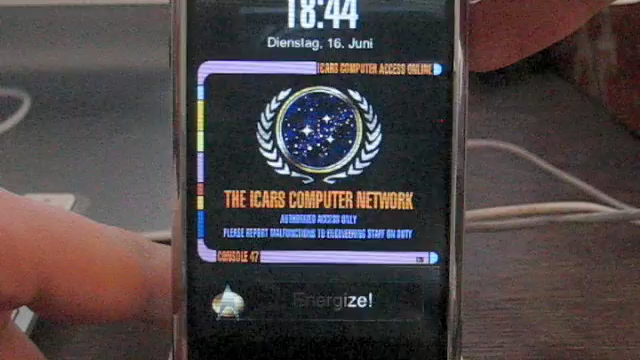 18:44
Dienstag, 16. Juni
ICARS COMPUTER ACCESS ONLINE
THE ICARS COMPUTER NETWORK
AUTHORIZED ACCESS ONLY
PLEASE REPORT MALFUNCTIONS TO ENGINEERING STAFF ON DUTY
CONSOLE 47
Energize!